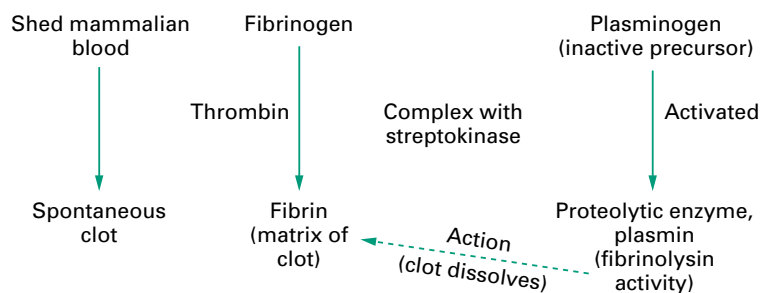 Shed mammalian
blood
Fibrinogen
Plasminogen
(inactive precursor)
Thrombin
Complex with
streptokinase
Activated
Spontaneous
clot
Fibrin
(matrix of
clot)
Action
(clot dissolves)
Proteolytic enzyme,
plasmin
(fibrinolysin
activity)